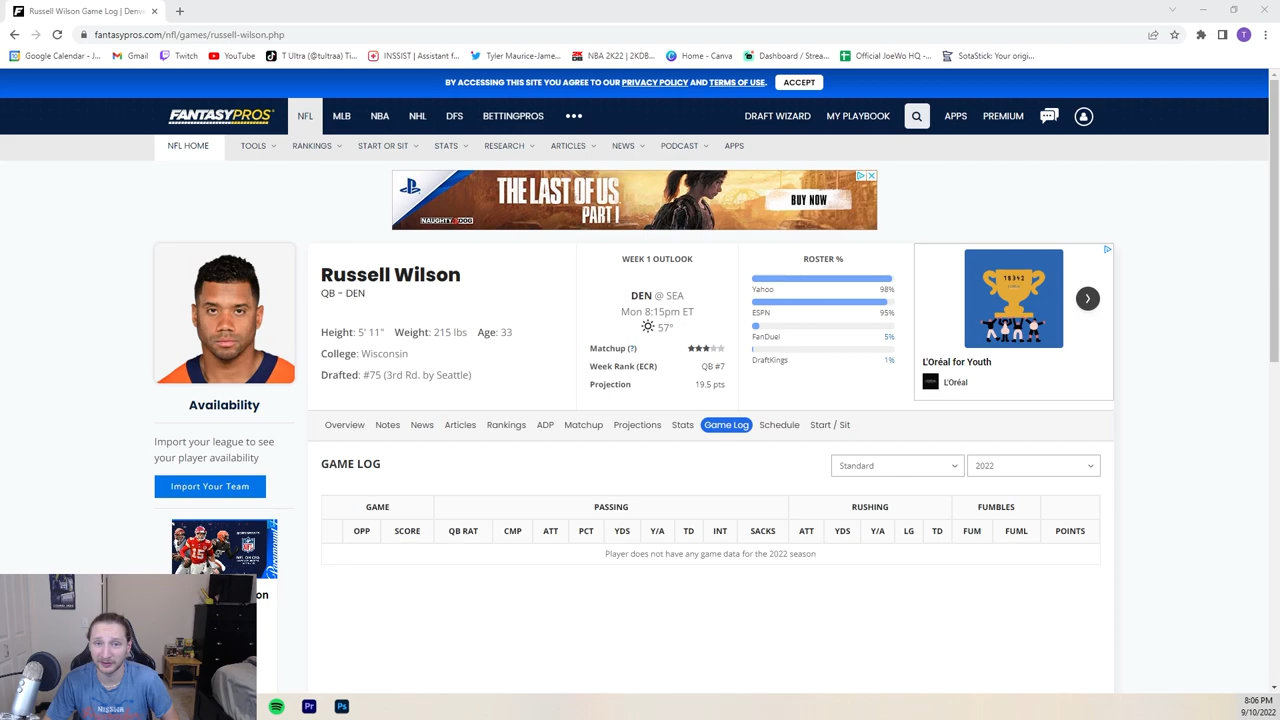 Russell Wilson Game Log | Denv
fantasypros.com/nfl/games/russell-wilson.php
Google Calendar - J... Gmail Twitch YouTube T Ultra (@tultraa) Ti... INSSIST | Assistant f... Tyler Maurice-Jame... NBA 2K22 | 2KDB... Home - Canva Dashboard / Strea... Official JoeWo HQ -... SotaStick: Your origi...
BY ACCESSING THIS SITE YOU AGREE TO OUR PRIVACY POLICY AND TERMS OF USE. ACCEPT
FANTASYPROS NFL MLB NBA NHL DFS BETTINGPROS ••• DRAFT WIZARD MY PLAYBOOK APPS PREMIUM
NFL HOME TOOLS RANKINGS START OR SIT STATS RESEARCH ARTICLES NEWS PODCAST APPS
THE LAST OF US
PART I
NAUGHTY DOG
BUY NOW
Russell Wilson
QB - DEN
Height: 5' 11" Weight: 215 lbs Age: 33
College: Wisconsin
Drafted: #75 (3rd Rd. by Seattle)
WEEK 1 OUTLOOK
DEN @ SEA
Mon 8:15pm ET
57°
Matchup (?)
Week Rank (ECR) QB #7
Projection 19.5 pts
ROSTER %
Yahoo 98%
ESPN 95%
FanDuel 5%
DraftKings 1%
L'Oréal for Youth
L'Oréal
Availability
Import your league to see
your player availability
Import Your Team
Overview Notes News Articles Rankings ADP Matchup Projections Stats Game Log Schedule Start / Sit
GAME LOG
Standard 2022
GAME PASSING RUSHING FUMBLES
OPP SCORE QB RAT CMP ATT PCT YDS Y/A TD INT SACKS ATT YDS Y/A LG TD FUM FUML POINTS
Player does not have any game data for the 2022 season
on
8:06 PM
9/10/2022